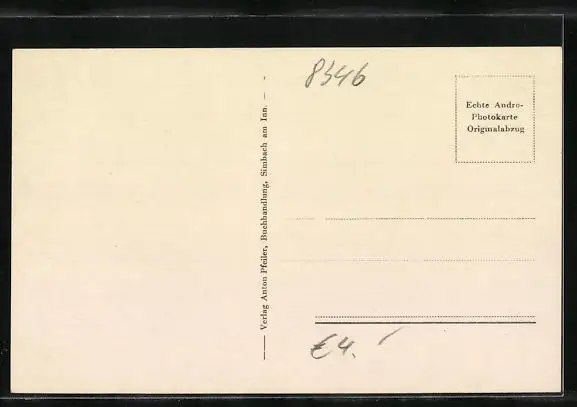 8346
Echte Andro-
Photokarte
Originalabzug
Verlag Anton Pfeiler, Buchhandlung, Simbach am Inn.
€4.